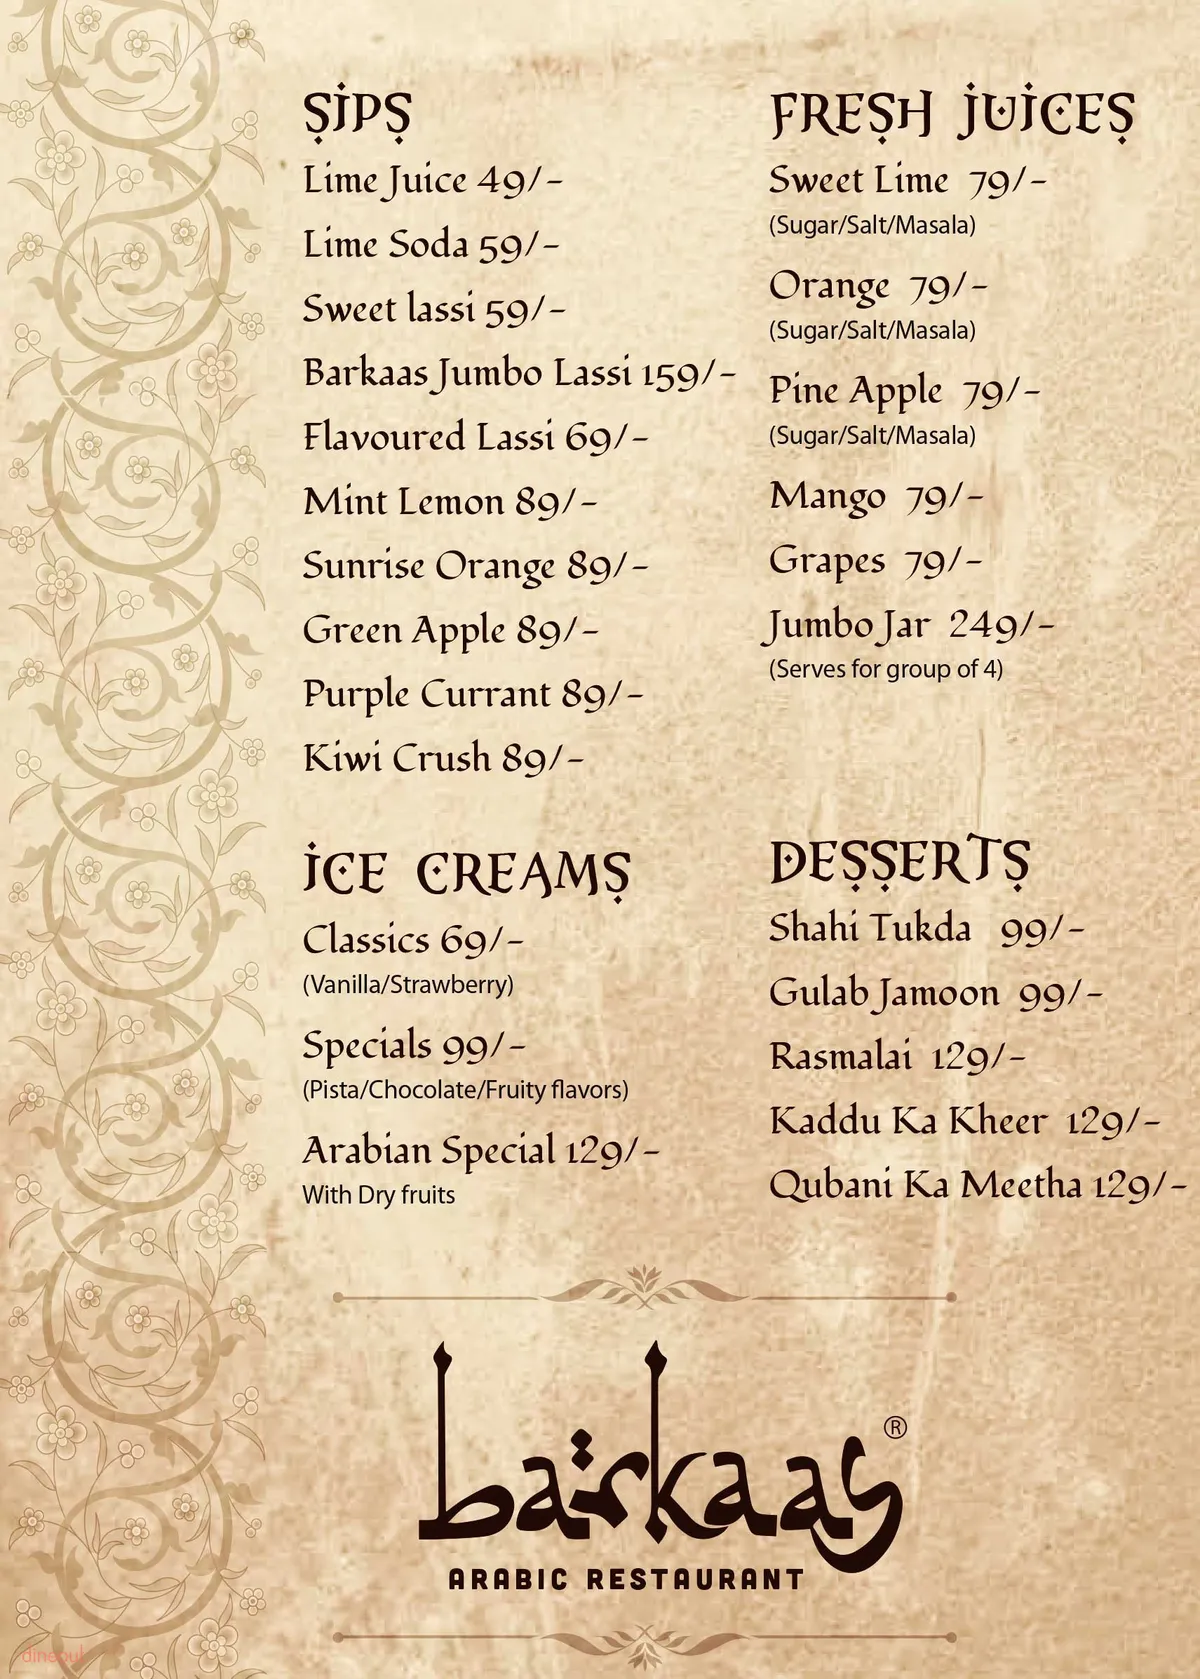 SIPS
Lime Juice 49/-
Lime Soda 59/-
Sweet lassi 59/-
Barkaas Jumbo Lassi 159/-
Flavoured Lassi 69/-
Mint Lemon 89/-
Sunrise Orange 89/-
Green Apple 89/-
Purple Currant 89/-
Kiwi Crush 89/-
FRESH JUICES
Sweet Lime 79/-
(Sugar/Salt/Masala)
Orange 79/-
(Sugar/Salt/Masala)
Pine Apple 79/-
(Sugar/Salt/Masala)
Mango 79/-
Grapes 79/-
Jumbo Jar 249/-
(Serves for group of 4)
ICE CREAMS
Classics 69/-
(Vanilla/Strawberry)
Specials 99/-
(Pista/Chocolate/Fruity flavors)
Arabian Special 129/-
With Dry fruits
DESSERTS
Shahi Tukda 99/-
Gulab Jamoon 99/-
Rasmalai 129/-
Kaddu Ka Kheer 129/-
Qubani Ka Meetha 129/-
barkaas®
ARABIC RESTAURANT